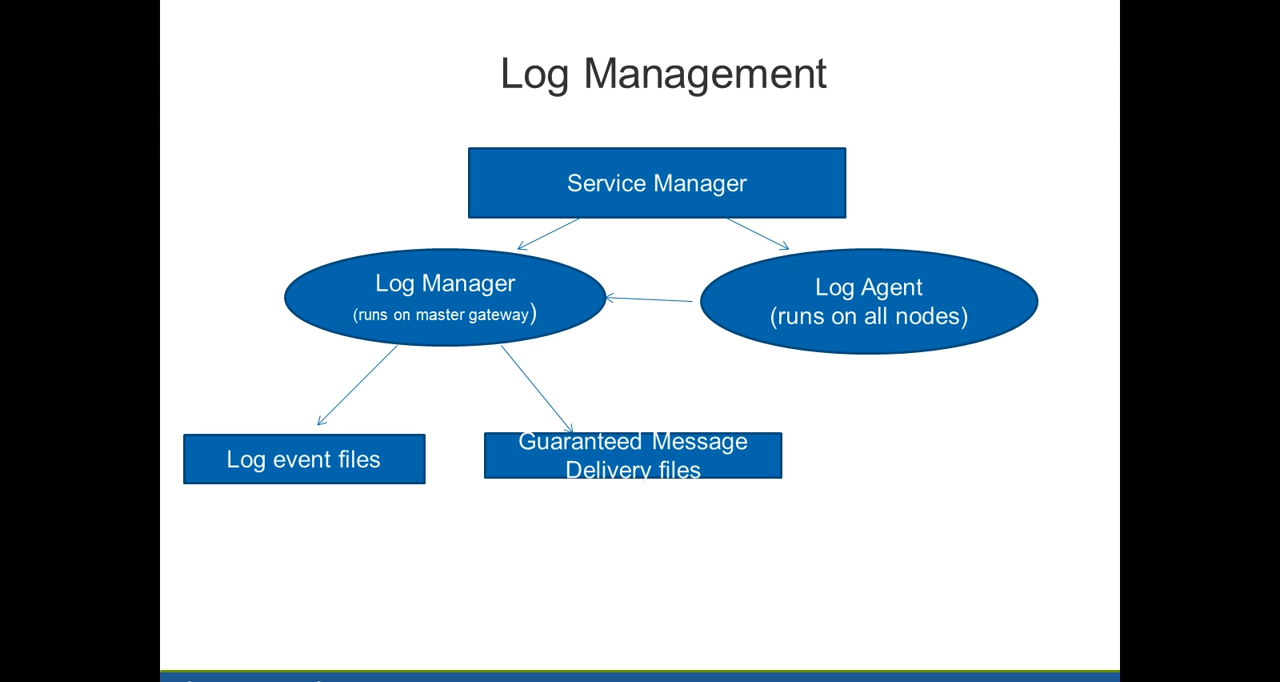 Log Management
Service Manager
Log Manager
(runs on master gateway)
Log Agent
(runs on all nodes)
Log event files
Guaranteed Message
Delivery files